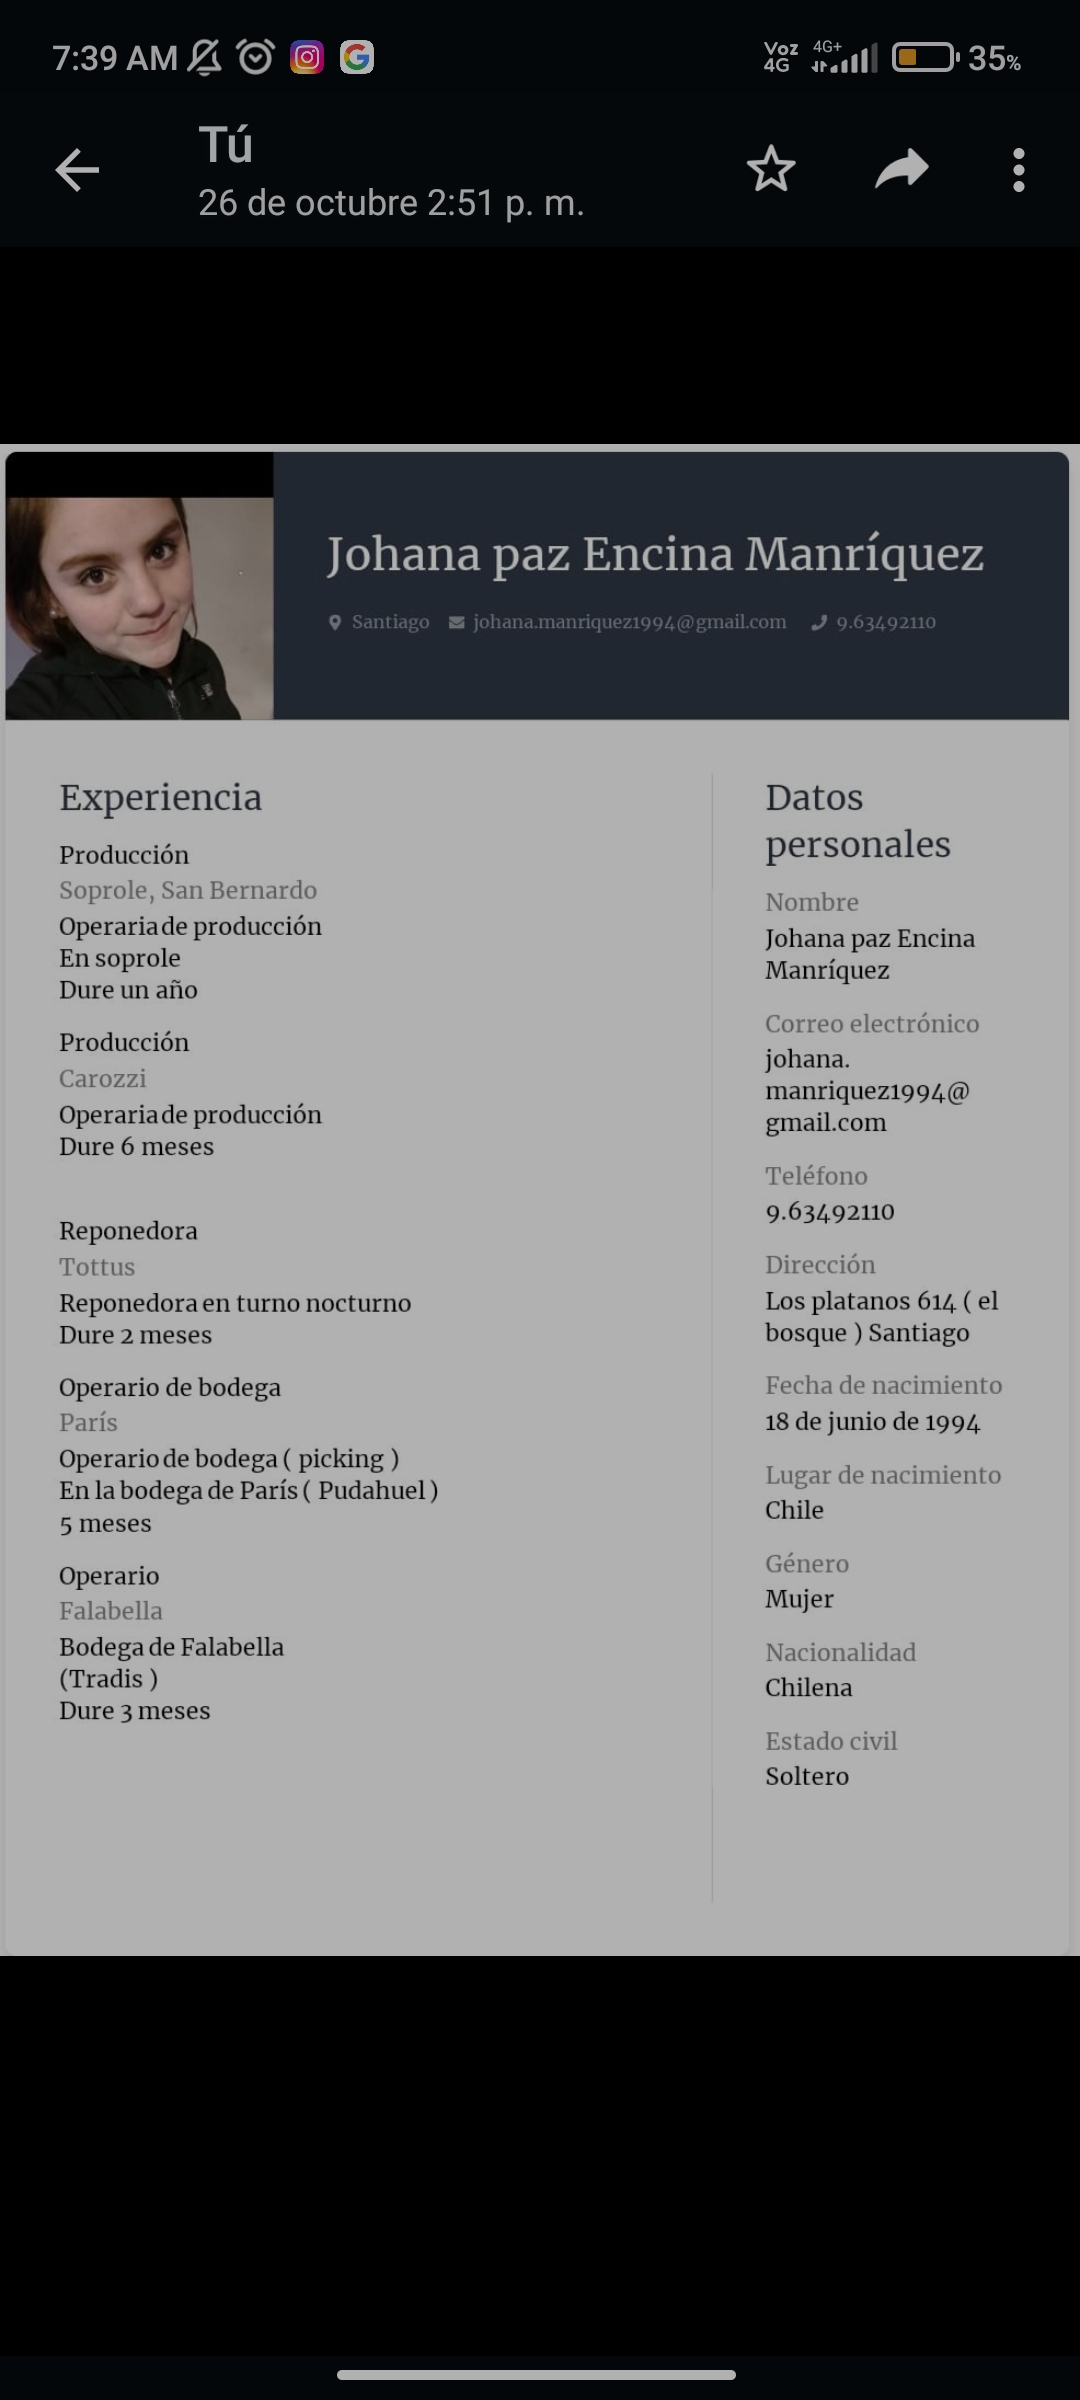 7:39 AM
Voz 4G 4G+ 35%
Tú
26 de octubre 2:51 p. m.
Johana paz Encina Manríquez
Santiago johana.manriquez1994@gmail.com 9.63492110
Experiencia
Producción
Soprole, San Bernardo
Operaria de producción
En soprole
Dure un año
Producción
Carozzi
Operaria de producción
Dure 6 meses
Reponedora
Tottus
Reponedora en turno nocturno
Dure 2 meses
Operario de bodega
París
Operario de bodega ( picking )
En la bodega de París ( Pudahuel )
5 meses
Operario
Falabella
Bodega de Falabella
(Tradis )
Dure 3 meses
Datos
personales
Nombre
Johana paz Encina
Manríquez
Correo electrónico
johana.
manriquez1994@
gmail.com
Teléfono
9.63492110
Dirección
Los platanos 614 ( el
bosque ) Santiago
Fecha de nacimiento
18 de junio de 1994
Lugar de nacimiento
Chile
Género
Mujer
Nacionalidad
Chilena
Estado civil
Soltero